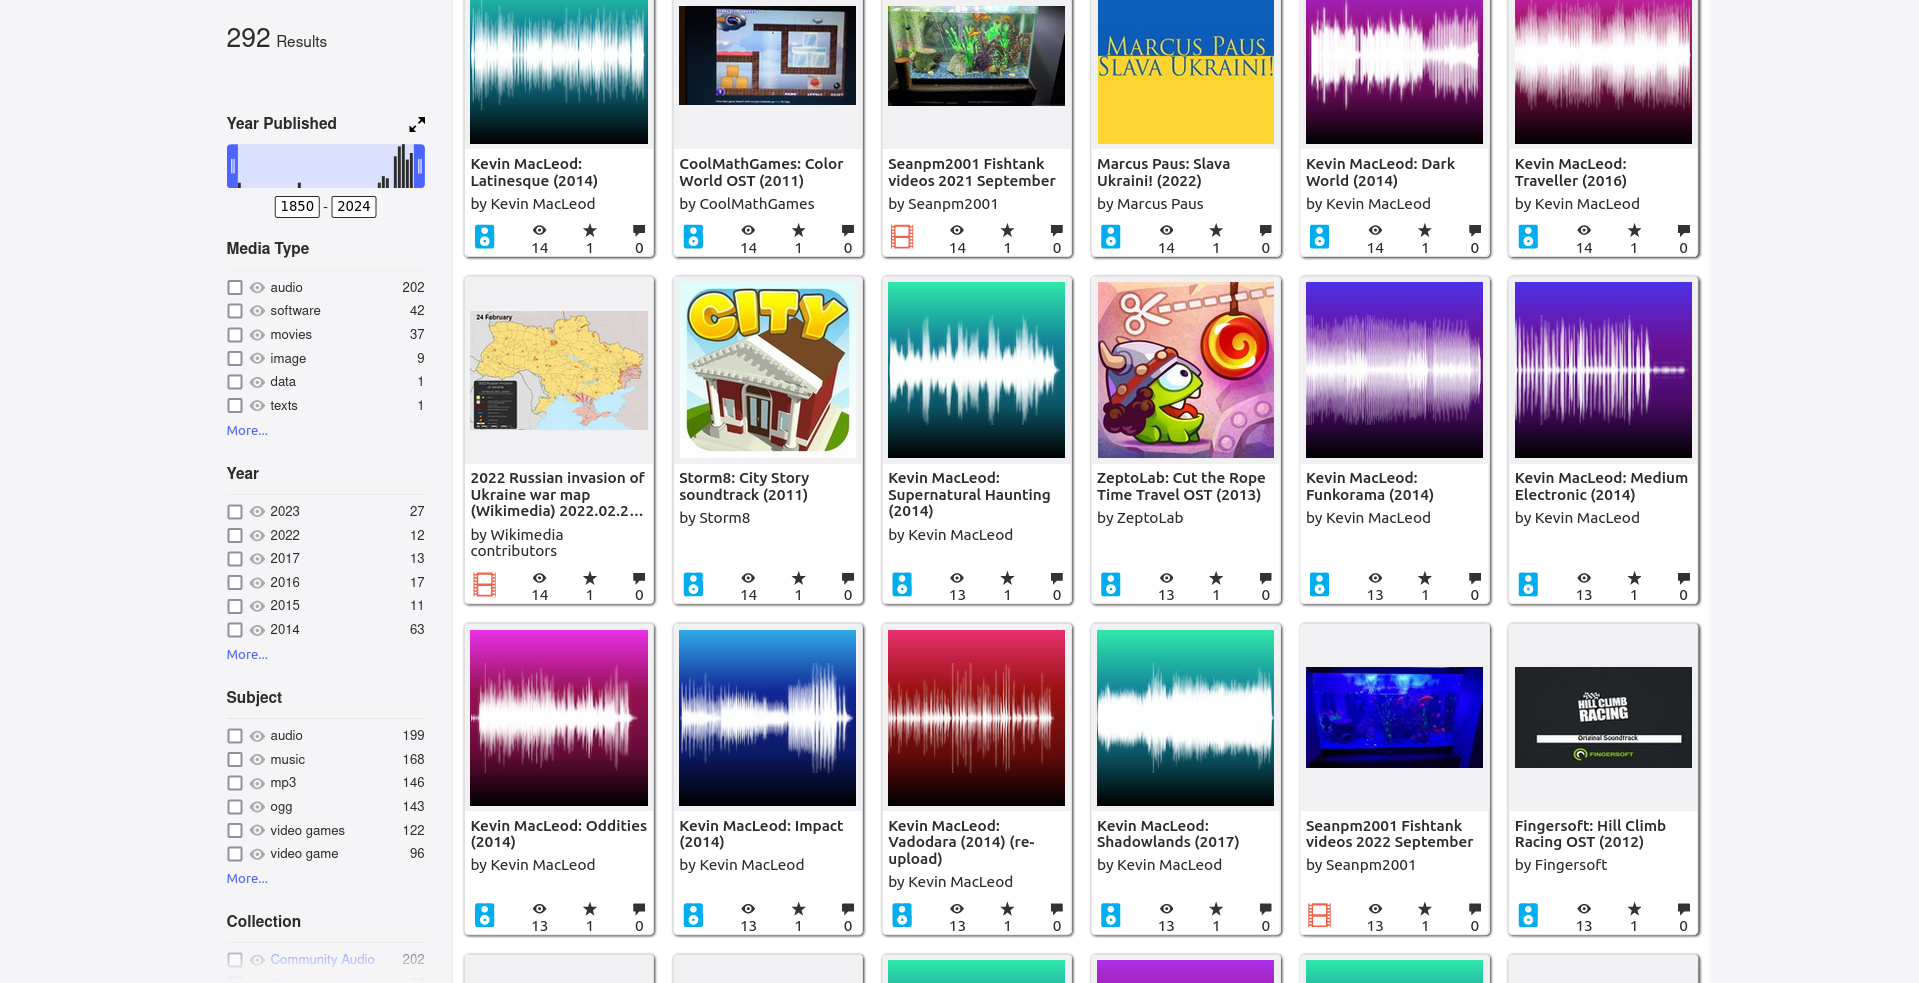 292 Results
Year Published
1850 - 2024
Media Type
audio 202
software 42
movies 37
image 9
data 1
texts 1
More...
Year
2023 27
2022 12
2017 13
2016 17
2015 11
2014 63
More...
Subject
audio 199
music 168
mp3 146
ogg 143
video games 122
video game 96
More...
Collection
Community Audio 202
Kevin MacLeod:
Latinesque (2014)
by Kevin MacLeod
14 1 0
CoolMathGames: Color
World OST (2011)
by CoolMathGames
14 1 0
Seanpm2001 Fishtank
videos 2021 September
by Seanpm2001
14 1 0
MARCUS PAUS
SLAVA UKRAINI!
Marcus Paus: Slava
Ukraini! (2022)
by Marcus Paus
14 1 0
Kevin MacLeod: Dark
World (2014)
by Kevin MacLeod
14 1 0
Kevin MacLeod:
Traveller (2016)
by Kevin MacLeod
14 1 0
24 February
2022 Russian invasion of
Ukraine war map
(Wikimedia) 2022.02.2...
by Wikimedia
contributors
14 1 0
CITY
Storm8: City Story
soundtrack (2011)
by Storm8
14 1 0
Kevin MacLeod:
Supernatural Haunting
(2014)
by Kevin MacLeod
13 1 0
ZeptoLab: Cut the Rope
Time Travel OST (2013)
by ZeptoLab
13 1 0
Kevin MacLeod:
Funkorama (2014)
by Kevin MacLeod
13 1 0
Kevin MacLeod: Medium
Electronic (2014)
by Kevin MacLeod
13 1 0
Kevin MacLeod: Oddities
(2014)
by Kevin MacLeod
13 1 0
Kevin MacLeod: Impact
(2014)
by Kevin MacLeod
13 1 0
Kevin MacLeod:
Vadodara (2014) (re-
upload)
by Kevin MacLeod
13 1 0
Kevin MacLeod:
Shadowlands (2017)
by Kevin MacLeod
13 1 0
Seanpm2001 Fishtank
videos 2022 September
by Seanpm2001
13 1 0
HILL CLIMB
RACING
Original Soundtrack
FINGERSOFT
Fingersoft: Hill Climb
Racing OST (2012)
by Fingersoft
13 1 0